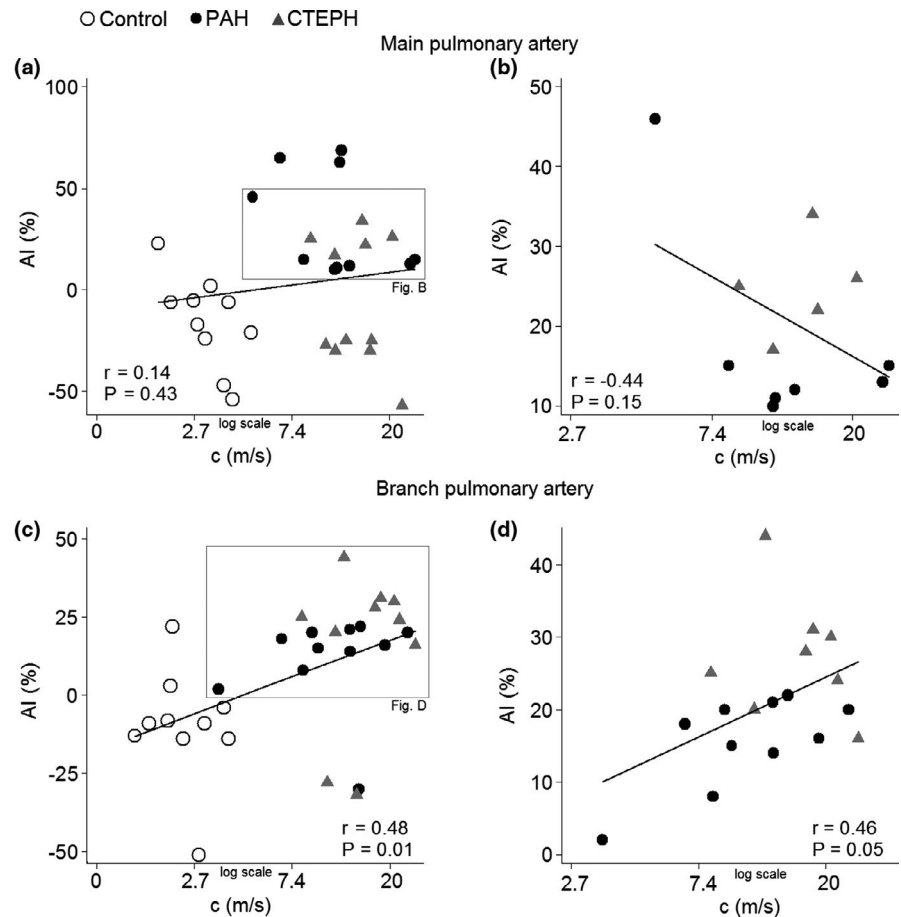 Control PAH CTEPH
Main pulmonary artery
(a)
100
50
0
-50
AI (%)
Fig. B
r = 0.14
P = 0.43
0 2.7 7.4 20
log scale
c (m/s)
(b)
50
40
30
20
10
AI (%)
r = -0.44
P = 0.15
2.7 7.4 20
log scale
c (m/s)
Branch pulmonary artery
(c)
50
25
0
-25
-50
AI (%)
Fig. D
r = 0.48
P = 0.01
0 2.7 7.4 20
log scale
c (m/s)
(d)
40
30
20
10
0
AI (%)
r = 0.46
P = 0.05
2.7 7.4 20
log scale
c (m/s)